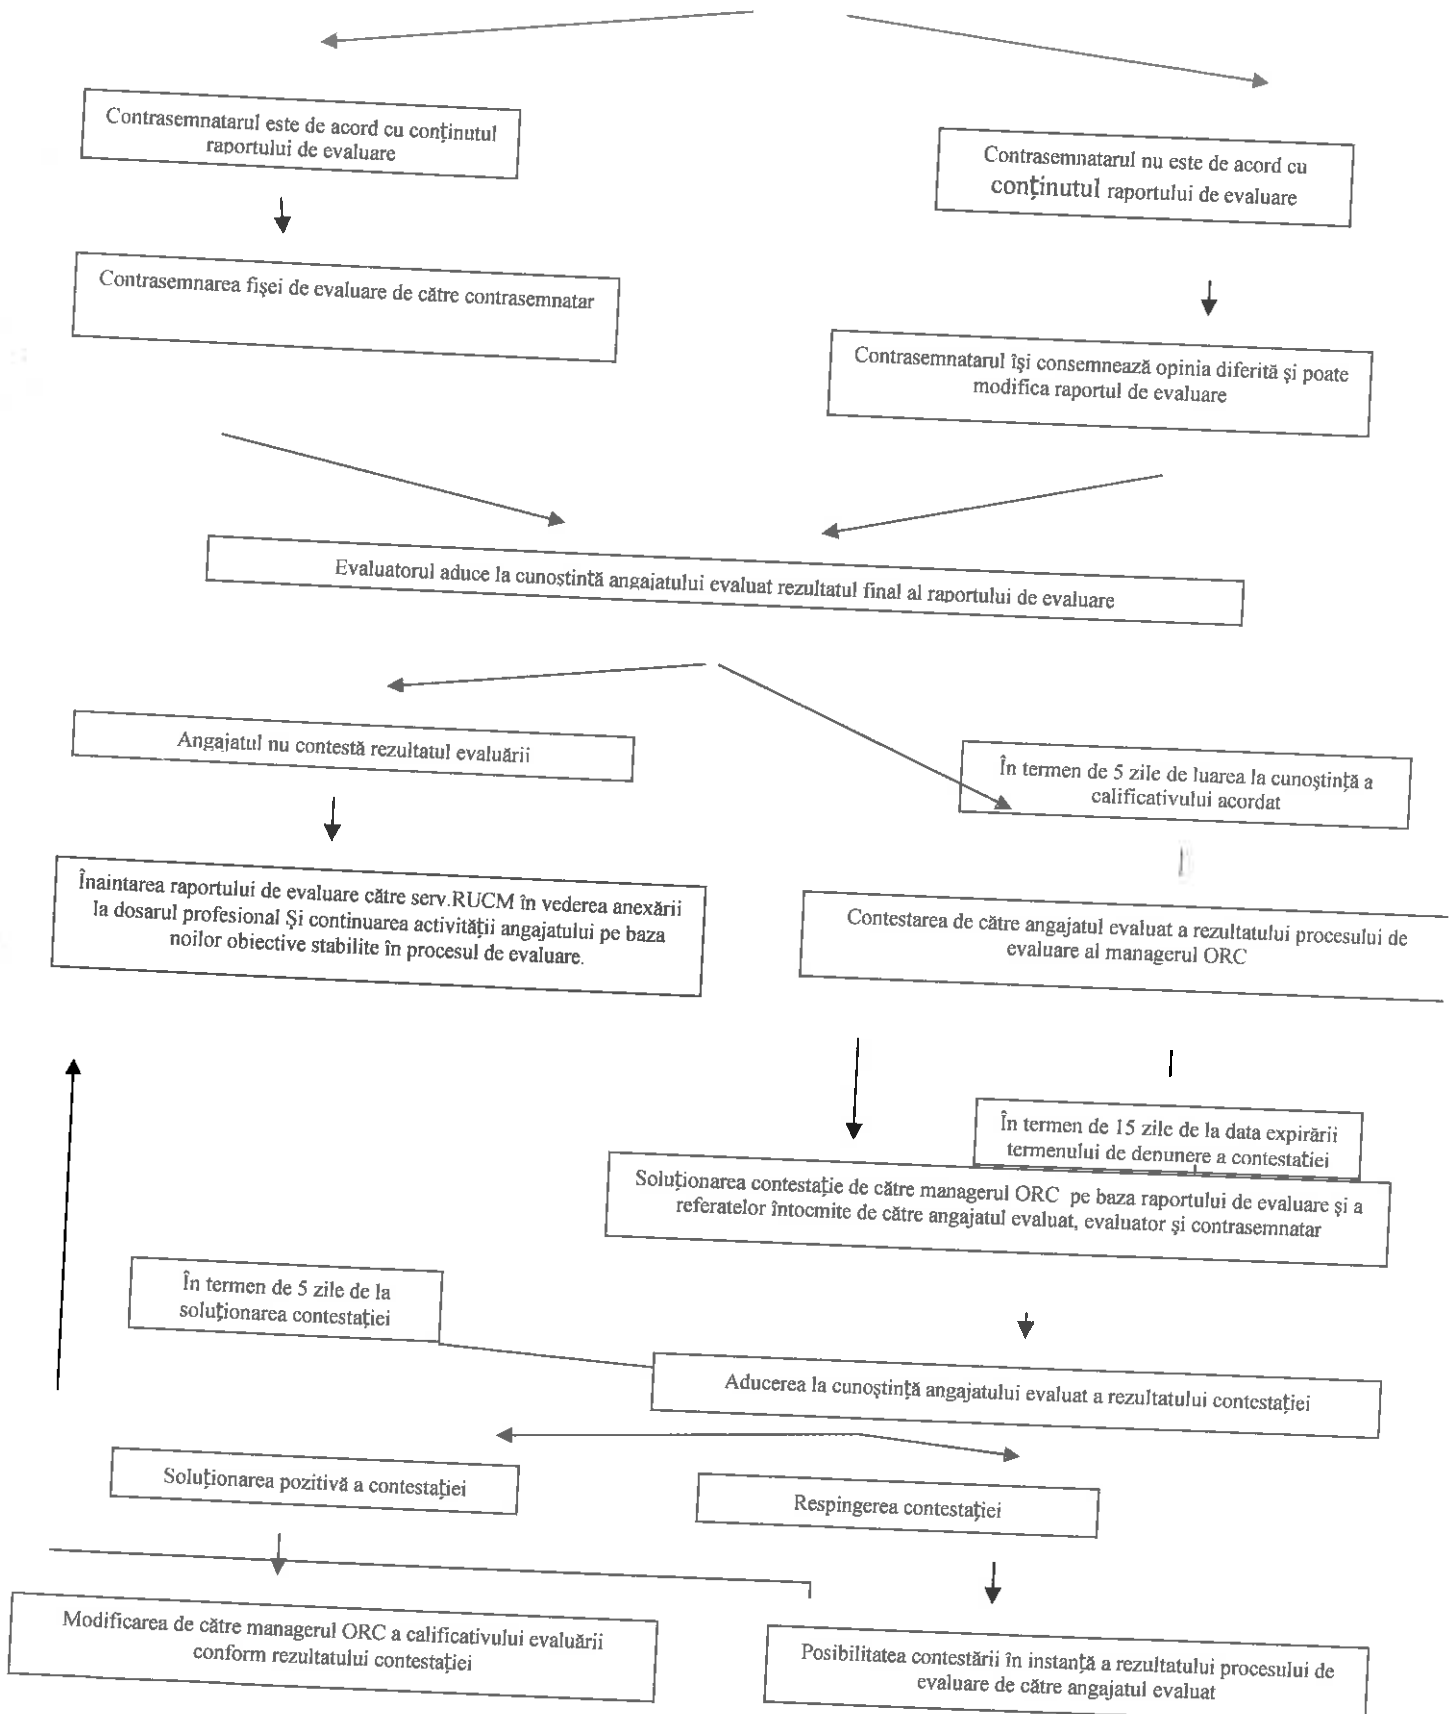 Contrasemnatarul este de acord cu conținutul
raportului de evaluare
Contrasemnatarul nu este de acord cu
conținutul raportului de evaluare
Contrasemnarea fișei de evaluare de către contrasemnatar
Contrasemnatarul își consemnează opinia diferită și poate
modifica raportul de evaluare
Evaluatorul aduce la cunostintă angajatului evaluat rezultatul final al raportului de evaluare
Angajatul nu contestă rezultatul evaluării
În termen de 5 zile de luarea la cunoștință a
calificativului acordat
Înaintarea raportului de evaluare către serv.RUCM în vederea anexării
la dosarul profesional Și continuarea activității angajatului pe baza
noilor obiective stabilite în procesul de evaluare.
Contestarea de către angajatul evaluat a rezultatului procesului de
evaluare al managerul ORC
În termen de 15 zile de la data expirării
termenului de denunere a contestatiei
Soluționarea contestație de către managerul ORC pe baza raportului de evaluare și a
referatelor întocmite de către angajatul evaluat, evaluator și contrasemnatar
În termen de 5 zile de la
soluționarea contestației
Aducerea la cunoștință angajatului evaluat a rezultatului contestației
Soluționarea pozitivă a contestației
Respingerea contestației
Modificarea de către managerul ORC a calificativului evaluării
conform rezultatului contestației
Posibilitatea contestării în instanță a rezultatului procesului de
evaluare de către angajatul evaluat